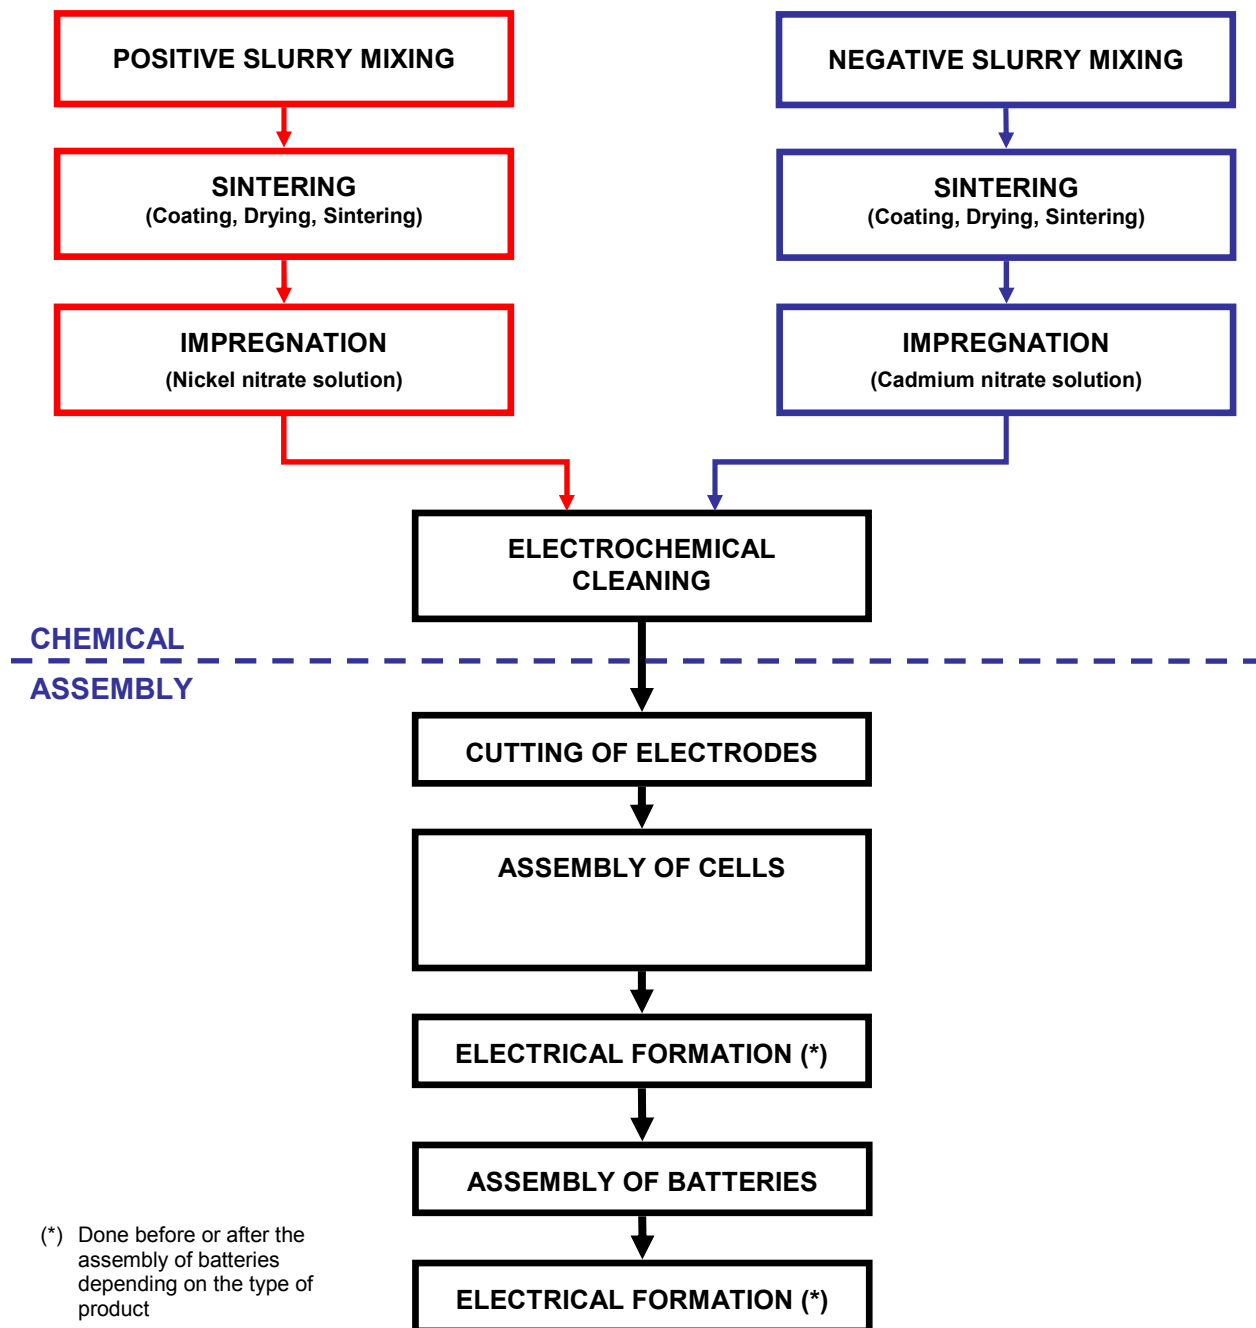 POSITIVE SLURRY MIXING
NEGATIVE SLURRY MIXING
SINTERING
(Coating, Drying, Sintering)
SINTERING
(Coating, Drying, Sintering)
IMPREGNATION
(Nickel nitrate solution)
IMPREGNATION
(Cadmium nitrate solution)
ELECTROCHEMICAL
CLEANING
CHEMICAL
ASSEMBLY
CUTTING OF ELECTRODES
ASSEMBLY OF CELLS
ELECTRICAL FORMATION (*)
ASSEMBLY OF BATTERIES
(*) Done before or after the
assembly of batteries
depending on the type of
product
ELECTRICAL FORMATION (*)